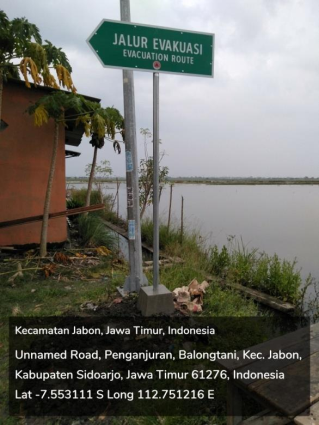 JALUR EVAKUASI
EVACUATION ROUTE
Kecamatan Jabon, Jawa Timur, Indonesia
Unnamed Road, Penganjuran, Balongtani, Kec. Jabon,
Kabupaten Sidoarjo, Jawa Timur 61276, Indonesia
Lat -7.553111 S Long 112.751216 E